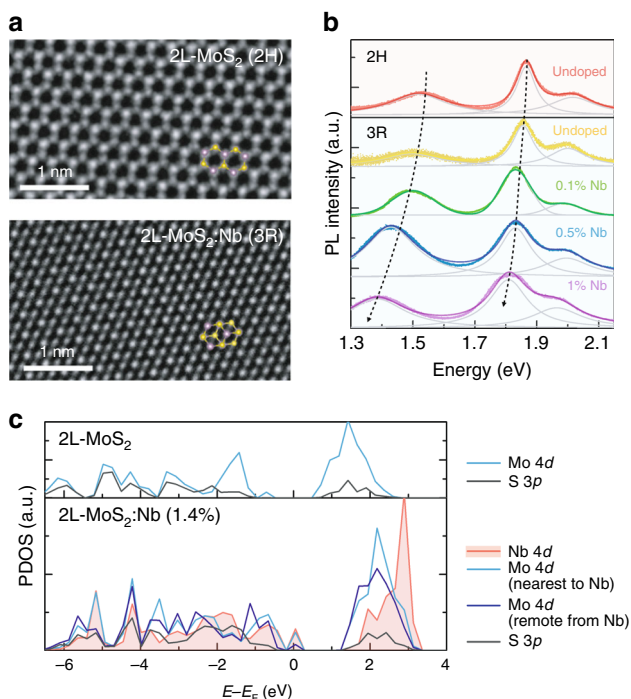 a
2L-MoS₂ (2H)
1 nm
2L-MoS₂:Nb (3R)
1 nm
b
2H
Undoped
3R
Undoped
0.1% Nb
0.5% Nb
1% Nb
PL intensity (a.u.)
1.3 1.5 1.7 1.9 2.1
Energy (eV)
c
2L-MoS₂
Mo 4d
S 3p
2L-MoS₂:Nb (1.4%)
Nb 4d
Mo 4d
(nearest to Nb)
Mo 4d
(remote from Nb)
S 3p
PDOS (a.u.)
−6 −4 −2 0 2 4
E–E_F (eV)